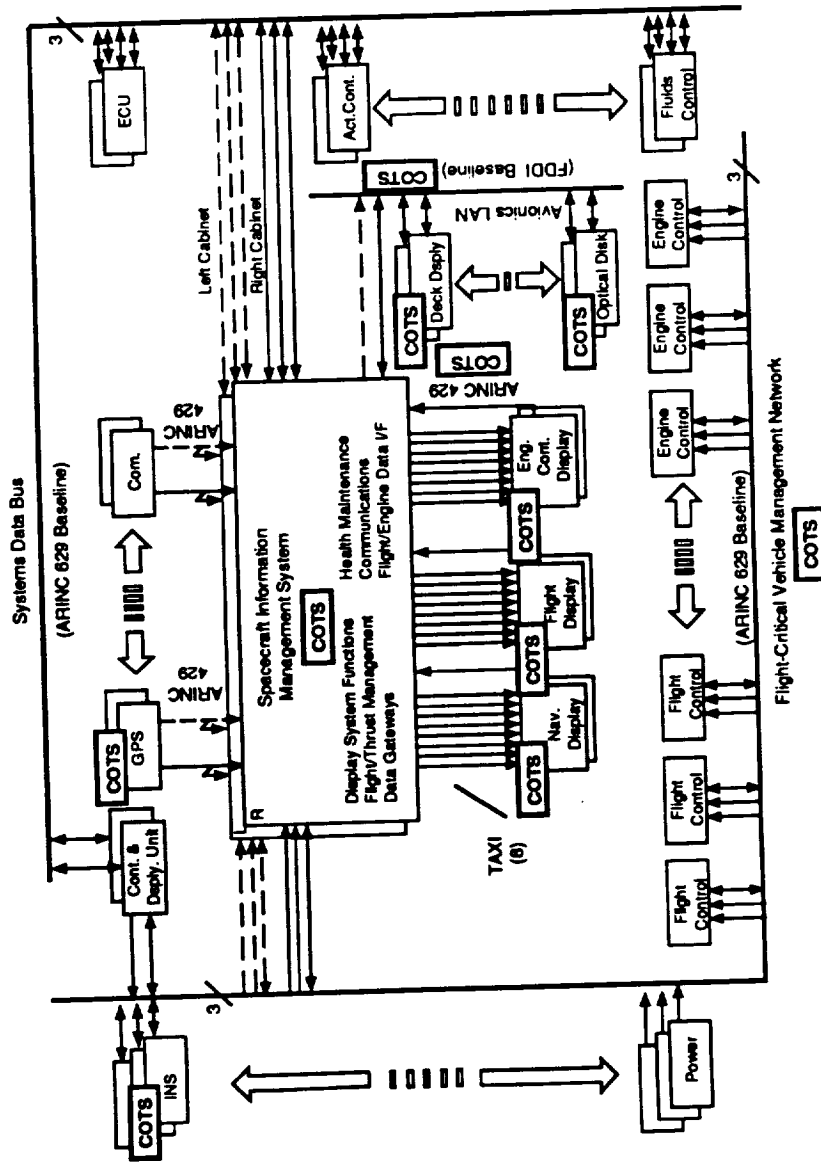 Systems Data Bus
(ARINC 629 Baseline)
3
ECU
Com.
ARINC
429
GPS
COTS
ARINC
429
Cont. &
Dsply. Unit
INS
COTS
3
Left Cabinet
Right Cabinet
Act.Cont.
Fluids
Control
R
Spacecraft Information
Management System
COTS
Display System Functions
Flight/Thrust Management
Data Gateways
Health Maintenance
Communications
Flight/Engine Data I/F
COTS
(FDDI Baseline)
Avionics LAN
Deck Dsply
COTS
COTS
Optical Disk
COTS
ARINC 429
TAXI
(8)
Nav.
Display
COTS
Flight
Display
COTS
Eng.
Cont.
Display
COTS
Power
Flight
Control
Flight
Control
Flight
Control
Engine
Control
Engine
Control
Engine
Control
3
(ARINC 629 Baseline)
Flight-Critical Vehicle Management Network
COTS